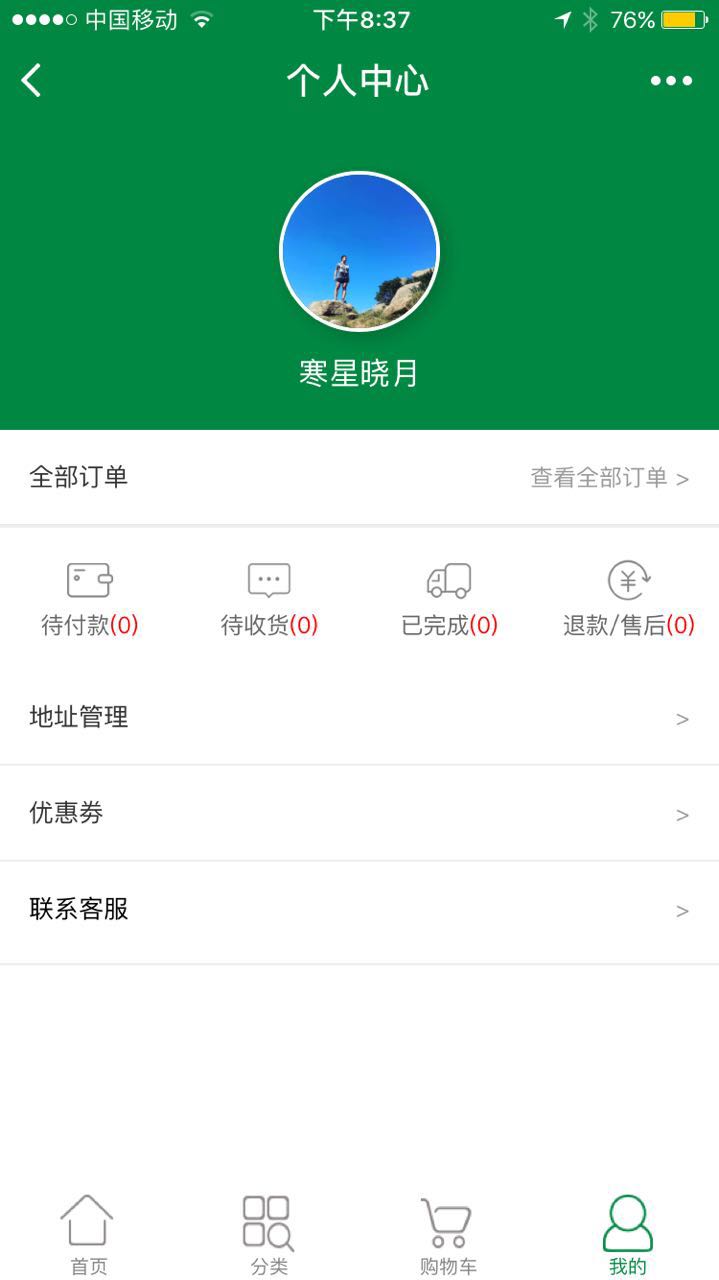 中国移动 下午8:37 76%
个人中心
寒星晓月
全部订单 查看全部订单 >
待付款(0) 待收货(0) 已完成(0) 退款/售后(0)
地址管理 >
优惠券 >
联系客服 >
首页 分类 购物车 我的